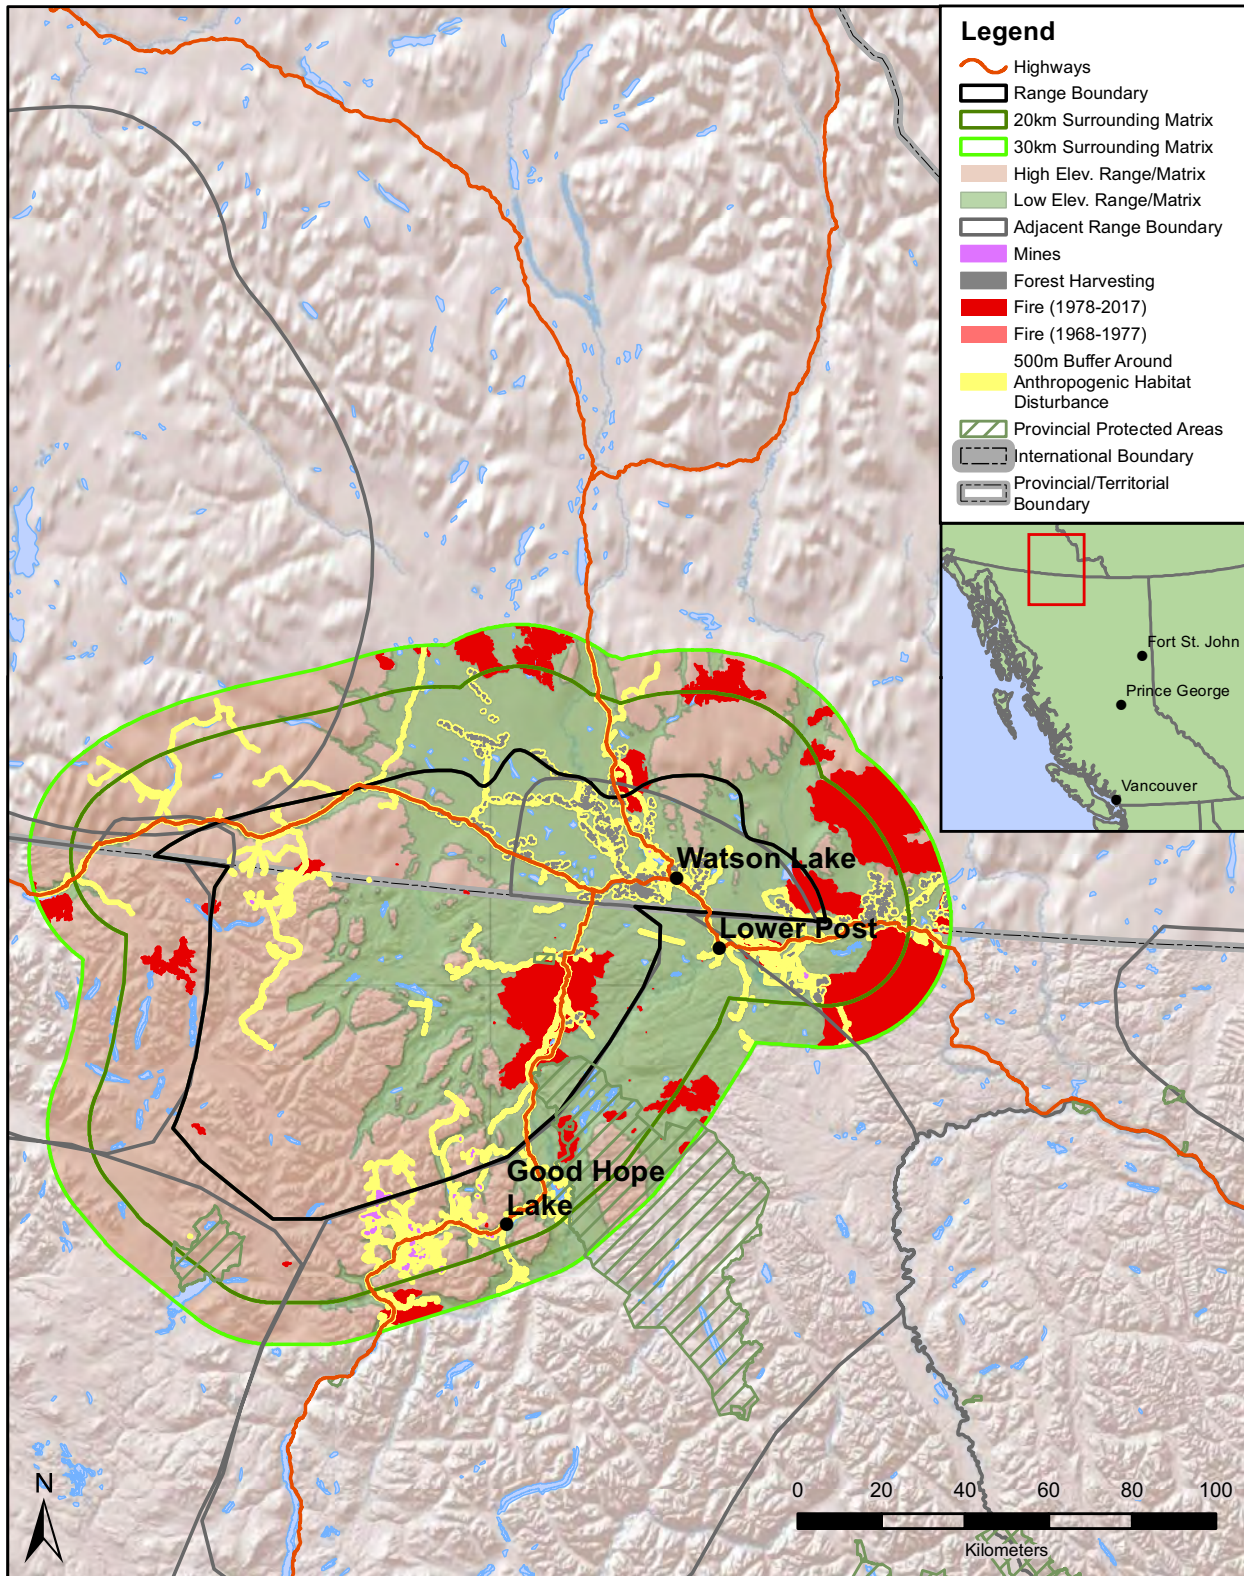 Legend
Highways
Range Boundary
20km Surrounding Matrix
30km Surrounding Matrix
High Elev. Range/Matrix
Low Elev. Range/Matrix
Adjacent Range Boundary
Mines
Forest Harvesting
Fire (1978-2017)
Fire (1968-1977)
500m Buffer Around
Anthropogenic Habitat
Disturbance
Provincial Protected Areas
International Boundary
Provincial/Territorial
Boundary
Fort St. John
Prince George
Vancouver
Watson Lake
Lower Post
Good Hope
Lake
N
0 20 40 60 80 100
Kilometers